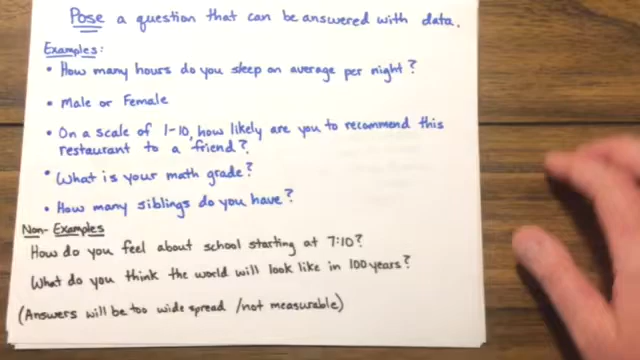 Pose a question that can be answered with data.
Examples:
• How many hours do you sleep on average per night?
• Male or Female
• On a scale of 1-10, how likely are you to recommend this
restaurant to a friend?
• What is your math grade?
• How many siblings do you have?
Non-Examples
How do you feel about school starting at 7:10?
What do you think the world will look like in 100 years?
(Answers will be too wide spread /not measurable)